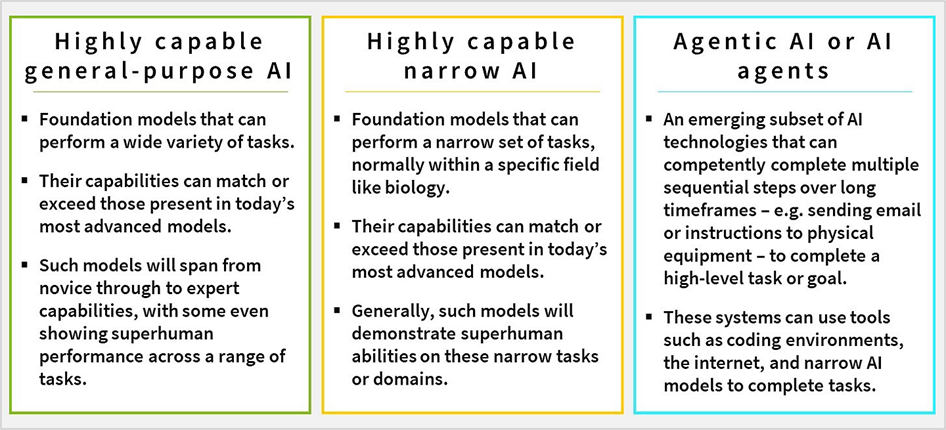 Highly capable
general-purpose AI
▪ Foundation models that can
perform a wide variety of tasks.
▪ Their capabilities can match or
exceed those present in today's
most advanced models.
▪ Such models will span from
novice through to expert
capabilities, with some even
showing superhuman
performance across a range of
tasks.
Highly capable
narrow AI
▪ Foundation models that can
perform a narrow set of tasks,
normally within a specific field
like biology.
▪ Their capabilities can match or
exceed those present in today's
most advanced models.
▪ Generally, such models will
demonstrate superhuman
abilities on these narrow tasks
or domains.
Agentic AI or AI
agents
▪ An emerging subset of AI
technologies that can
competently complete multiple
sequential steps over long
timeframes – e.g. sending email
or instructions to physical
equipment – to complete a
high-level task or goal.
▪ These systems can use tools
such as coding environments,
the internet, and narrow AI
models to complete tasks.